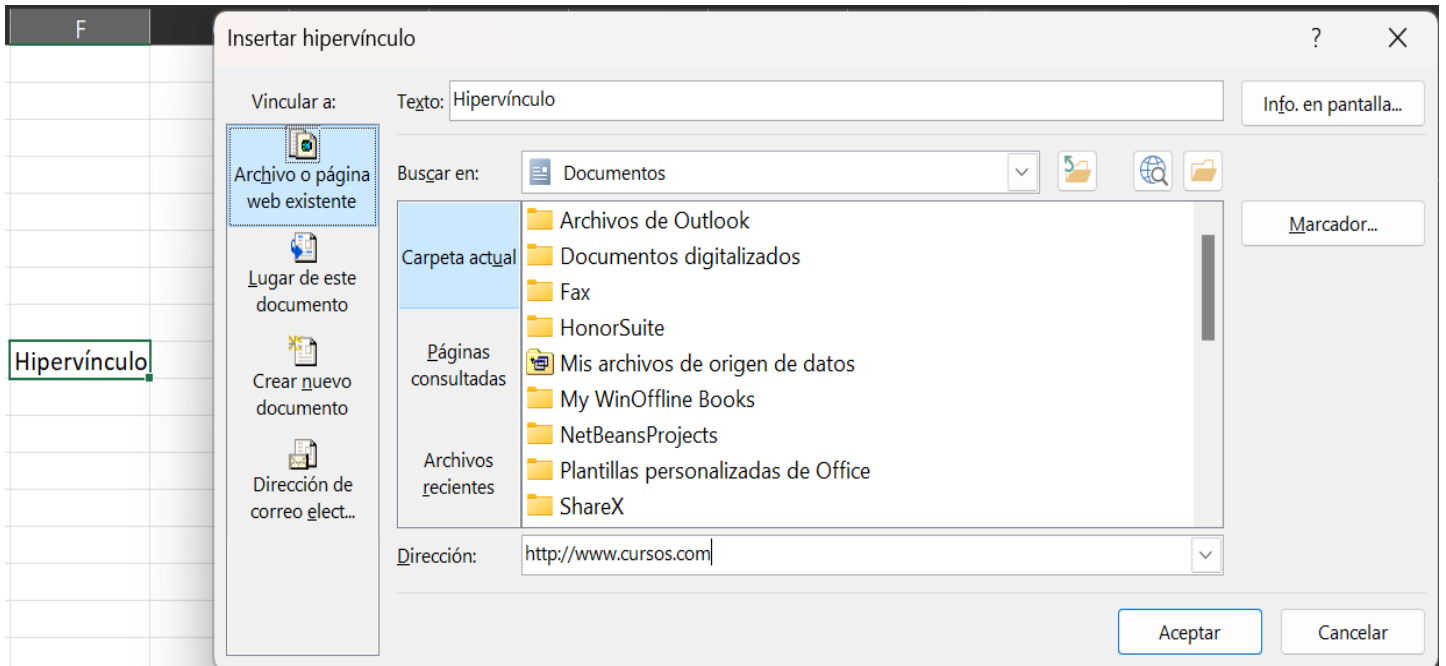 F
Insertar hipervínculo
?
Vincular a:
Texto: Hipervínculo
Info. en pantalla...
Archivo o página
web existente
Buscar en: Documentos
Marcador...
Lugar de este
documento
Crear nuevo
documento
Dirección de
correo elect...
Carpeta actual
Páginas
consultadas
Archivos
recientes
Archivos de Outlook
Documentos digitalizados
Fax
HonorSuite
Mis archivos de origen de datos
My WinOffline Books
NetBeansProjects
Plantillas personalizadas de Office
ShareX
Dirección: http://www.cursos.com
Aceptar
Cancelar
Hipervínculo